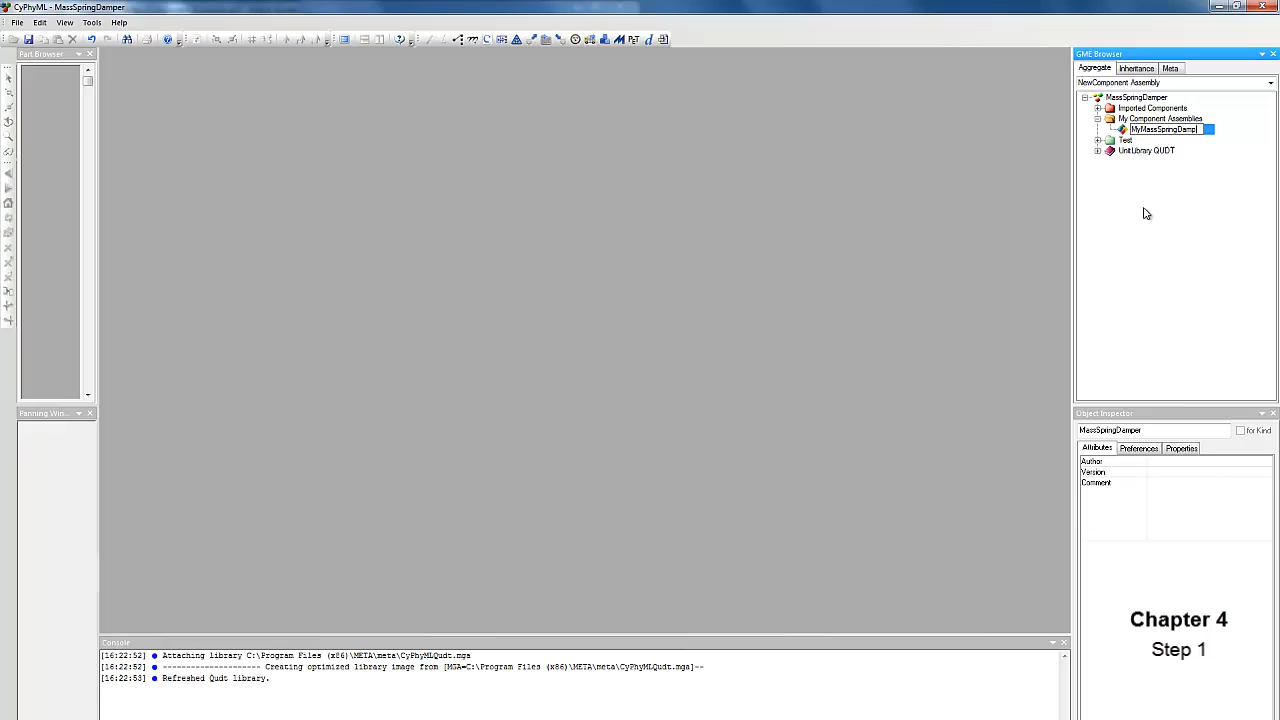 CyPhyML - MassSpringDamper
File Edit View Tools Help
Part Browser
GME Browser
Aggregate Inheritance Meta
NewComponent Assembly
MassSpringDamper
Imported Components
My Component Assemblies
MyMassSpringDamp
Test
UnitLibrary QUDT
Panning Win...
Object Inspector
MassSpringDamper
for Kind
Attributes Preferences Properties
Author
Version
Comment
Chapter 4
Step 1
Console
[16:22:52] ● Attaching library C:\Program Files (x86)\META\meta\CyPhyMLQudt.mga
[16:22:52] ● -------------------- Creating optimized library image from [MGA=C:\Program Files (x86)\META\meta\CyPhyMLQudt.mga]--
[16:22:53] ● Refreshed Qudt library.